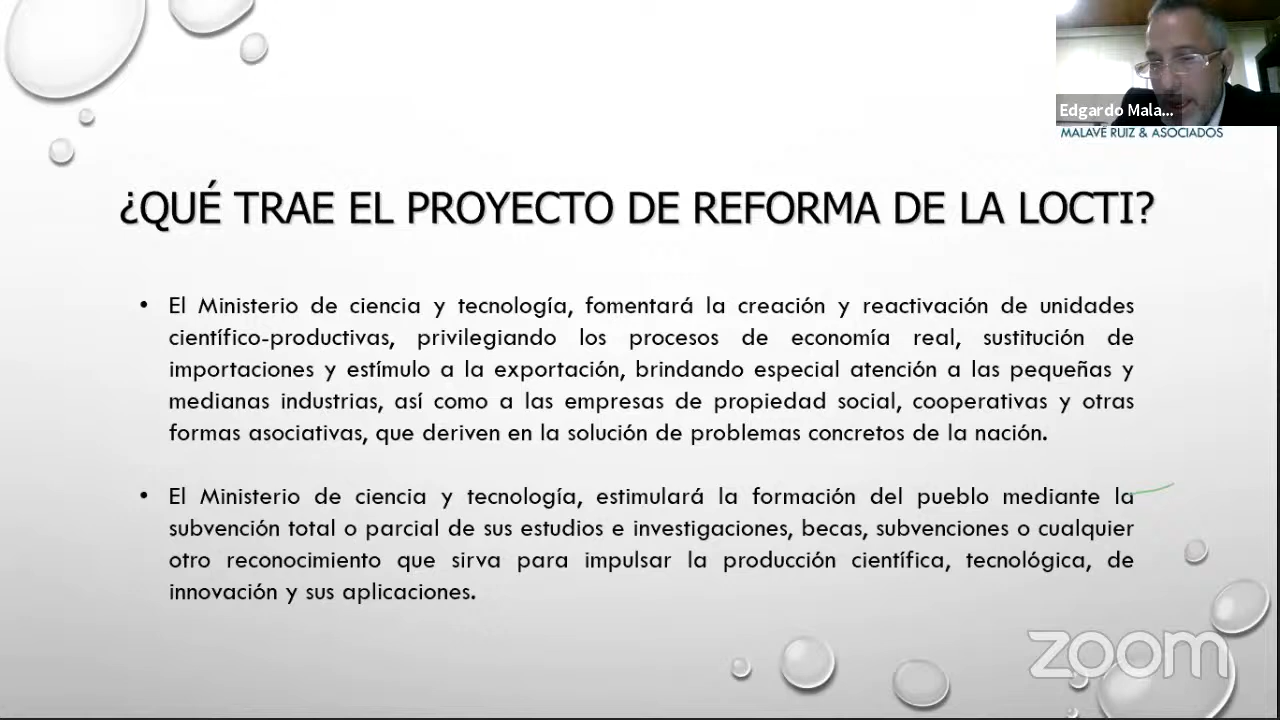 Edgardo Mala...
MALAVÉ RUIZ & ASOCIADOS
¿QUÉ TRAE EL PROYECTO DE REFORMA DE LA LOCTI?
• El Ministerio de ciencia y tecnología, fomentará la creación y reactivación de unidades
científico-productivas, privilegiando los procesos de economía real, sustitución de
importaciones y estímulo a la exportación, brindando especial atención a las pequeñas y
medianas industrias, así como a las empresas de propiedad social, cooperativas y otras
formas asociativas, que deriven en la solución de problemas concretos de la nación.
• El Ministerio de ciencia y tecnología, estimulará la formación del pueblo mediante la
subvención total o parcial de sus estudios e investigaciones, becas, subvenciones o cualquier
otro reconocimiento que sirva para impulsar la producción científica, tecnológica, de
innovación y sus aplicaciones.
zoom